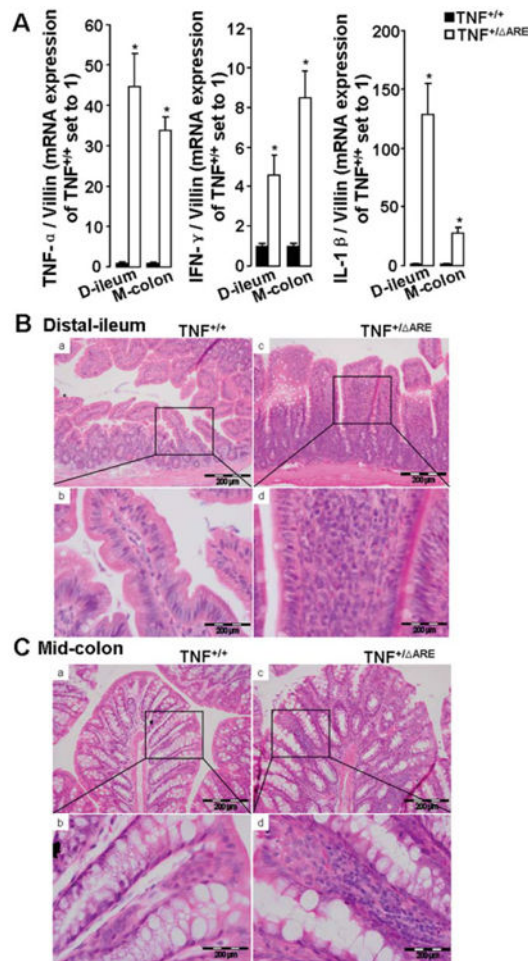 A
TNF+/+
TNF+/△ARE
TNF-α / Villin (mRNA expression
of TNF+/+ set to 1)
60
50
40
30
20
10
0
*
*
D-ileum
M-colon
IFN-γ / Villin (mRNA expression
of TNF+/+ set to 1)
12
10
8
6
4
2
0
*
*
D-ileum
M-colon
IL-1 β / Villin (mRNA expression
of TNF+/+ set to 1)
200
150
100
50
0
*
*
D-ileum
M-colon
B Distal-ileum
TNF+/+
TNF+/△ARE
a
200 µm
c
200 µm
b
200 µm
d
200 µm
C Mid-colon
TNF+/+
TNF+/△ARE
a
200 µm
c
200 µm
b
200 µm
d
200 µm